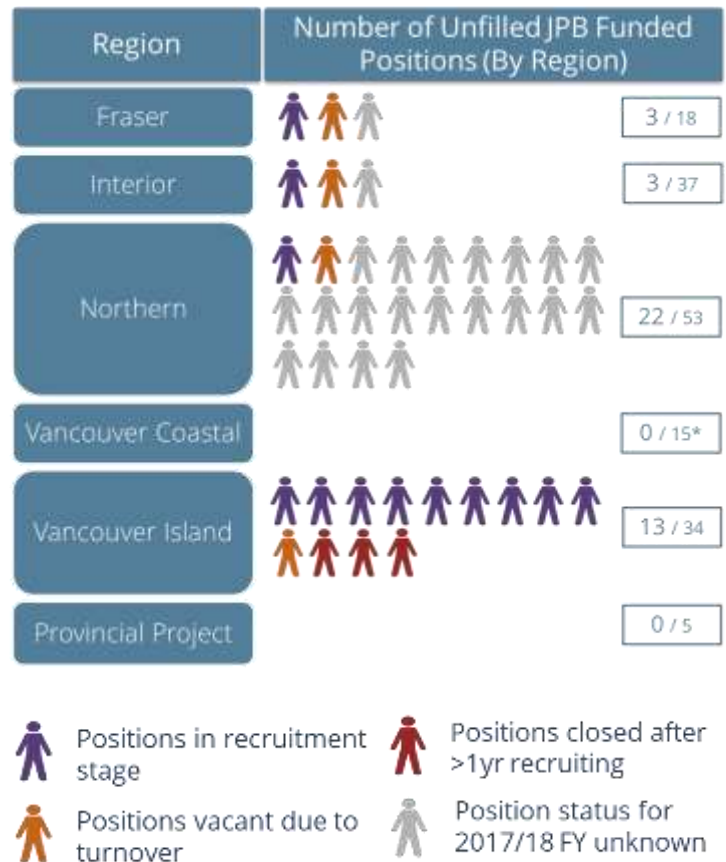 Region
Number of Unfilled JPB Funded
Positions (By Region)
Fraser
3 / 18
Interior
3 / 37
Northern
22 / 53
Vancouver Coastal
0 / 15*
Vancouver Island
13 / 34
Provincial Project
0 / 5
Positions in recruitment
stage
Positions closed after
>1yr recruiting
Positions vacant due to
turnover
Position status for
2017/18 FY unknown